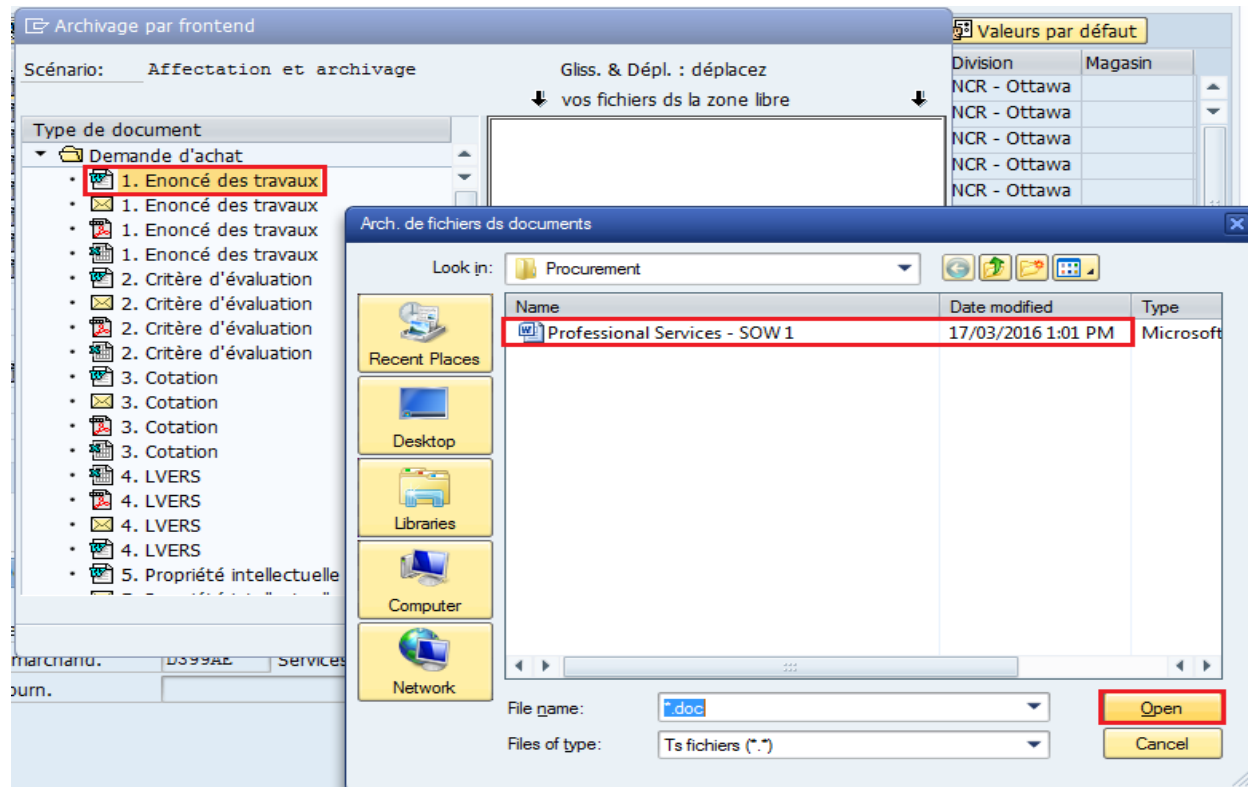 Archivage par frontend
Valeurs par défaut
Scénario: Affectation et archivage
Gliss. & Dépl. : déplacez
vos fichiers ds la zone libre
Division Magasin
NCR - Ottawa
NCR - Ottawa
NCR - Ottawa
NCR - Ottawa
NCR - Ottawa
Type de document
Demande d'achat
1. Enoncé des travaux
1. Enoncé des travaux
1. Enoncé des travaux
1. Enoncé des travaux
2. Critère d'évaluation
2. Critère d'évaluation
2. Critère d'évaluation
2. Critère d'évaluation
3. Cotation
3. Cotation
3. Cotation
3. Cotation
4. LVERS
4. LVERS
4. LVERS
4. LVERS
5. Propriété intellectuelle
Arch. de fichiers ds documents
Look in: Procurement
Name Date modified Type
Professional Services - SOW 1 17/03/2016 1:01 PM Microsoft
Recent Places
Desktop
Libraries
Computer
Network
File name: *.doc Open
Files of type: Ts fichiers (*.*) Cancel
marchand. D399AE Services
ourn.